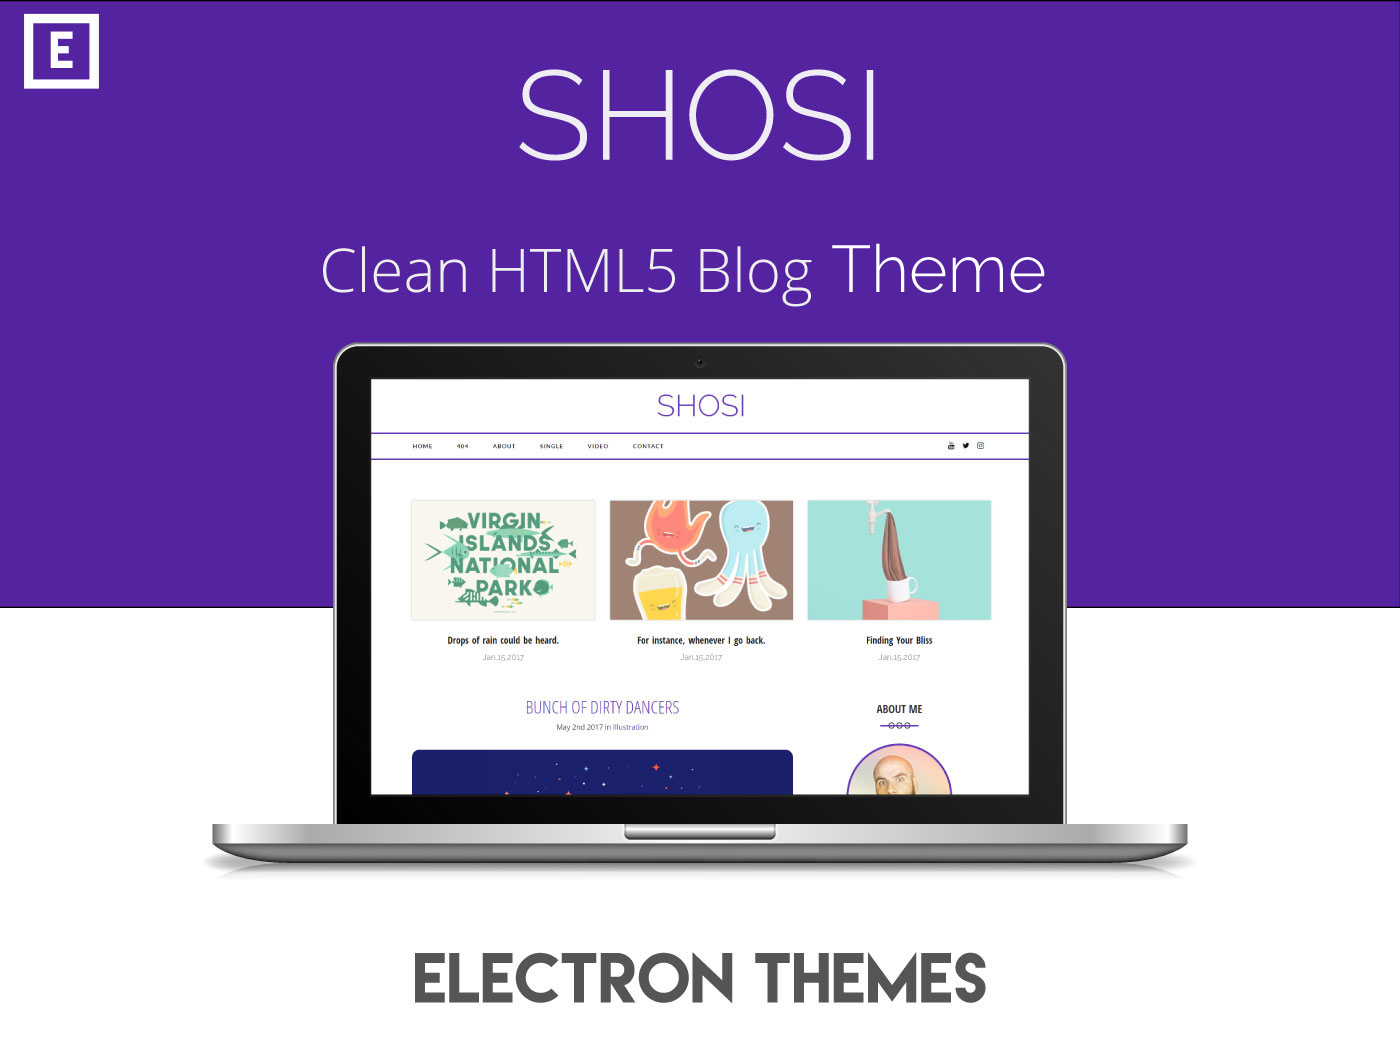 E
SHOSI
Clean HTML5 Blog Theme
SHOSI
HOME 404 ABOUT SINGLE VIDEO CONTACT
VIRGIN
ISLANDS
NATIONAL
PARK
Drops of rain could be heard.
Jan,15,2017
For instance, whenever I go back.
Jan,15,2017
Finding Your Bliss
Jan,15,2017
BUNCH OF DIRTY DANCERS
May 2nd 2017 in Illustration
ABOUT ME
ELECTRON THEMES